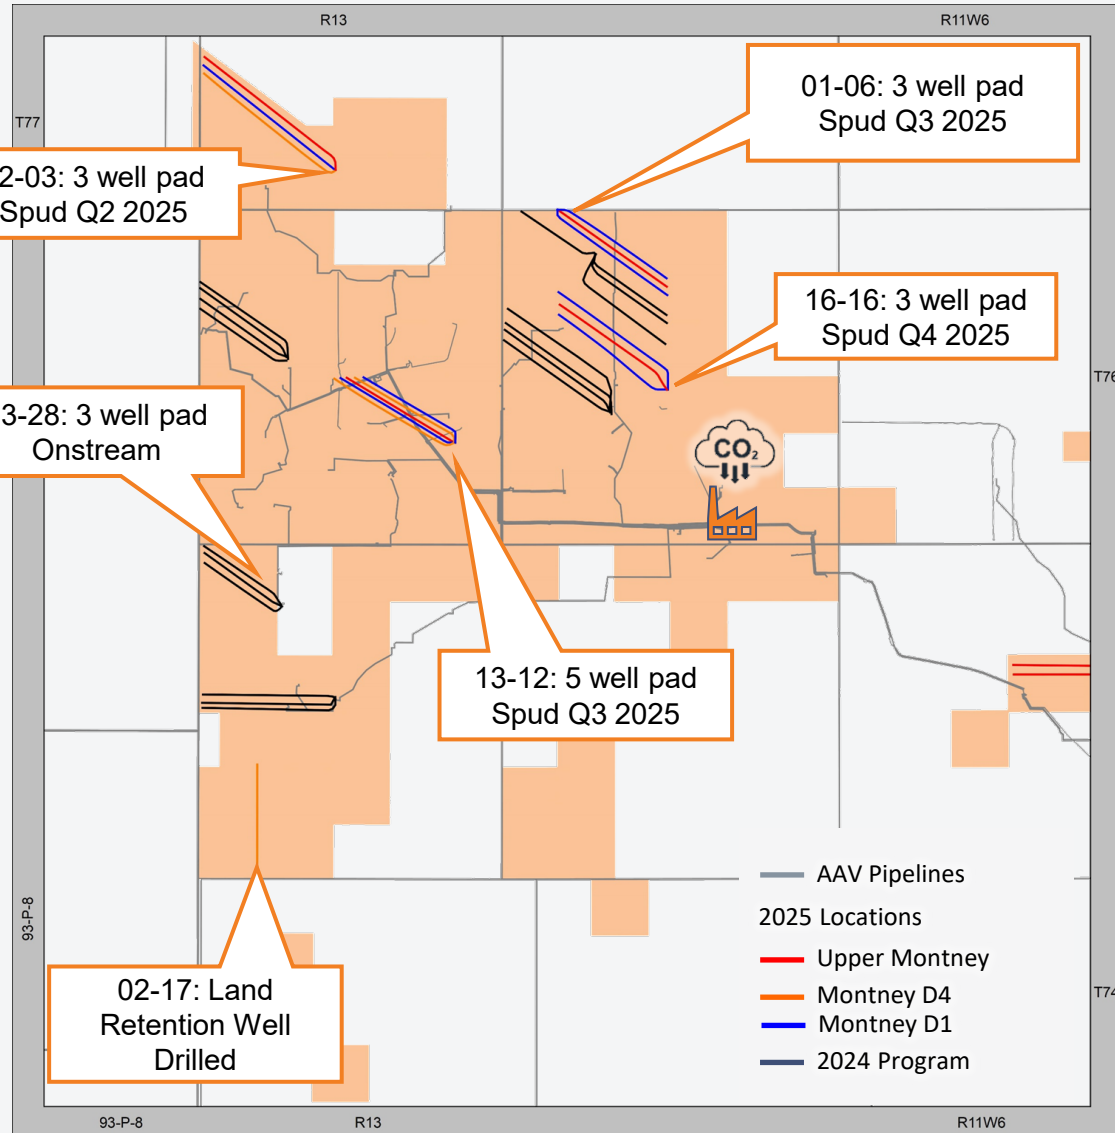 R13
R11W6
T77
01-06: 3 well pad
Spud Q3 2025
2-03: 3 well pad
Spud Q2 2025
16-16: 3 well pad
Spud Q4 2025
T76
3-28: 3 well pad
Onstream
CO₂
13-12: 5 well pad
Spud Q3 2025
AAV Pipelines
2025 Locations
Upper Montney
Montney D4
Montney D1
2024 Program
93-P-8
02-17: Land
Retention Well
Drilled
T74
93-P-8
R13
R11W6